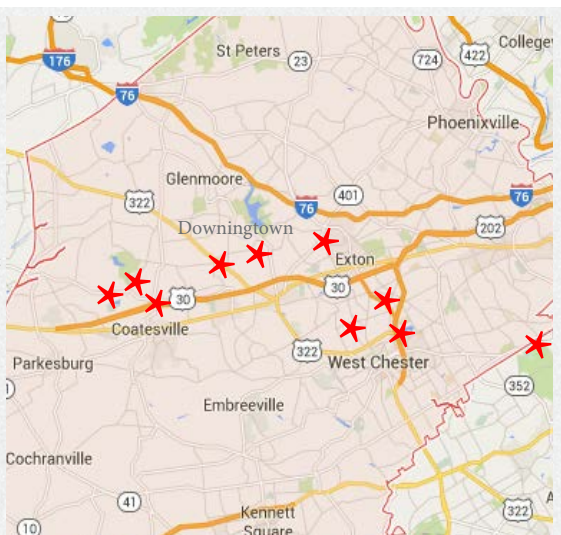 176
St Peters
23
724
422
College
76
Phoenixville
Glenmoore
401
76
322
76
202
Downingtown
Exton
30
30
Coatesville
322
West Chester
Parkesburg
352
Embreeville
Cochranville
41
322
A
10
Kennett
Square